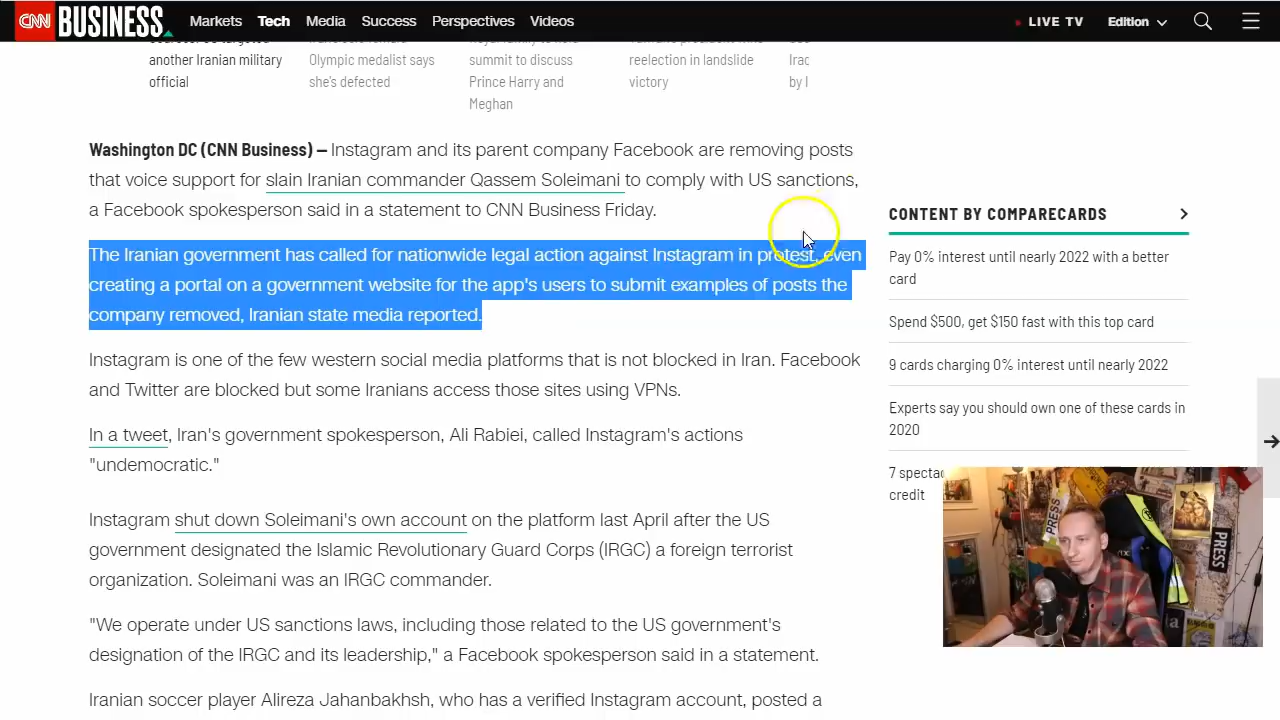 CNN BUSINESS
Markets Tech Media Success Perspectives Videos
LIVE TV Edition
another Iranian military
official
Olympic medalist says
she's defected
summit to discuss
Prince Harry and
Meghan
reelection in landslide
victory
by I
Washington DC (CNN Business) — Instagram and its parent company Facebook are removing posts
that voice support for slain Iranian commander Qassem Soleimani to comply with US sanctions,
a Facebook spokesperson said in a statement to CNN Business Friday.
The Iranian government has called for nationwide legal action against Instagram in protest, even
creating a portal on a government website for the app's users to submit examples of posts the
company removed, Iranian state media reported.
Instagram is one of the few western social media platforms that is not blocked in Iran. Facebook
and Twitter are blocked but some Iranians access those sites using VPNs.
In a tweet, Iran's government spokesperson, Ali Rabiei, called Instagram's actions
"undemocratic."
Instagram shut down Soleimani's own account on the platform last April after the US
government designated the Islamic Revolutionary Guard Corps (IRGC) a foreign terrorist
organization. Soleimani was an IRGC commander.
"We operate under US sanctions laws, including those related to the US government's
designation of the IRGC and its leadership," a Facebook spokesperson said in a statement.
Iranian soccer player Alireza Jahanbakhsh, who has a verified Instagram account, posted a
CONTENT BY COMPARECARDS
Pay 0% interest until nearly 2022 with a better
card
Spend $500, get $150 fast with this top card
9 cards charging 0% interest until nearly 2022
Experts say you should own one of these cards in
2020
7 spectac
credit
PRESS
PRESS